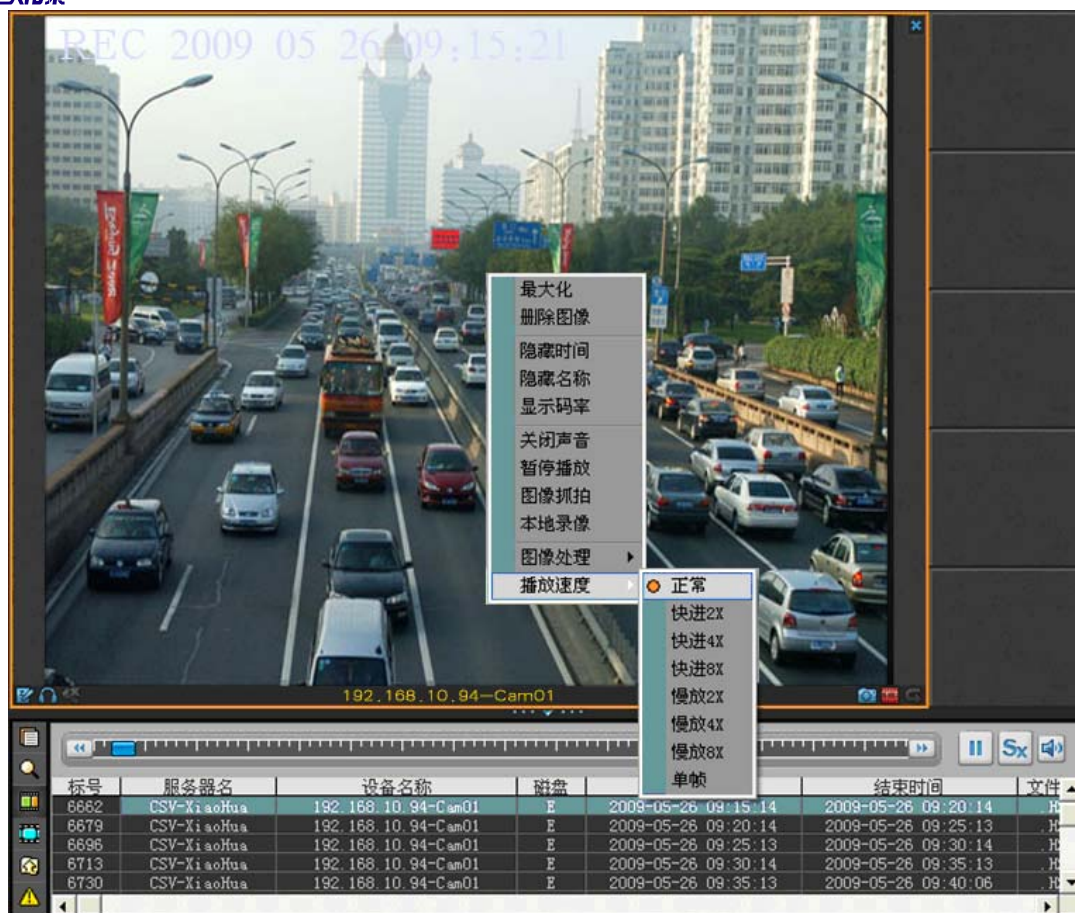 REC 2009 05 26 09:15:21
最大化
删除图像
隐藏时间
隐藏名称
显示码率
关闭声音
暂停播放
图像抓拍
本地录像
图像处理
播放速度
正常
快进2X
快进4X
快进8X
慢放2X
慢放4X
慢放8X
单帧
192.168.10.94-Cam01
Sx
标号 服务器名 设备名称 磁盘 结束时间 文件
6662 CSV-XiaoHua 192.168.10.94-Cam01 E 2009-05-26 09:15:14 2009-05-26 09:20:14
6679 CSV-XiaoHua 192.168.10.94-Cam01 E 2009-05-26 09:20:14 2009-05-26 09:25:13
6696 CSV-XiaoHua 192.168.10.94-Cam01 E 2009-05-26 09:25:13 2009-05-26 09:30:14
6713 CSV-XiaoHua 192.168.10.94-Cam01 E 2009-05-26 09:30:14 2009-05-26 09:35:13
6730 CSV-XiaoHua 192.168.10.94-Cam01 E 2009-05-26 09:35:13 2009-05-26 09:40:06